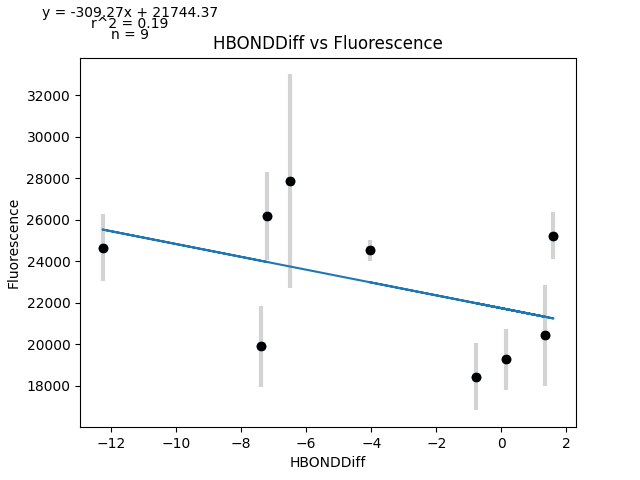 y = -309.27x + 21744.37
r^2 = 0.19
n = 9
HBONDDiff vs Fluorescence
32000
30000
28000
26000
24000
22000
20000
18000
Fluorescence
−12
−10
−8
−6
−4
−2
0
2
HBONDDiff